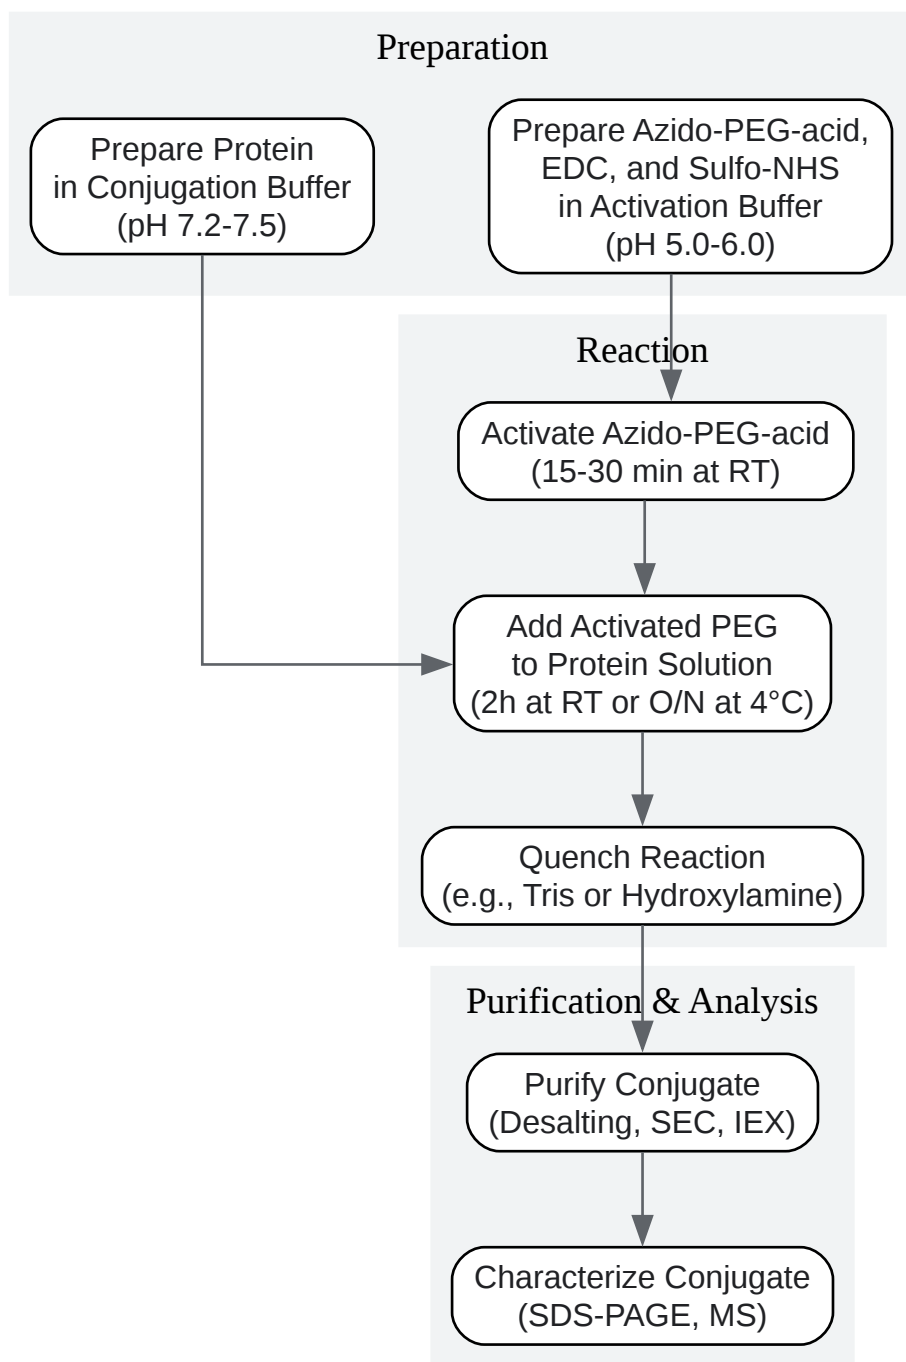 Preparation
Prepare Protein
in Conjugation Buffer
(pH 7.2-7.5)
Prepare Azido-PEG-acid,
EDC, and Sulfo-NHS
in Activation Buffer
(pH 5.0-6.0)
Reaction
Activate Azido-PEG-acid
(15-30 min at RT)
Add Activated PEG
to Protein Solution
(2h at RT or O/N at 4°C)
Quench Reaction
(e.g., Tris or Hydroxylamine)
Purification & Analysis
Purify Conjugate
(Desalting, SEC, IEX)
Characterize Conjugate
(SDS-PAGE, MS)